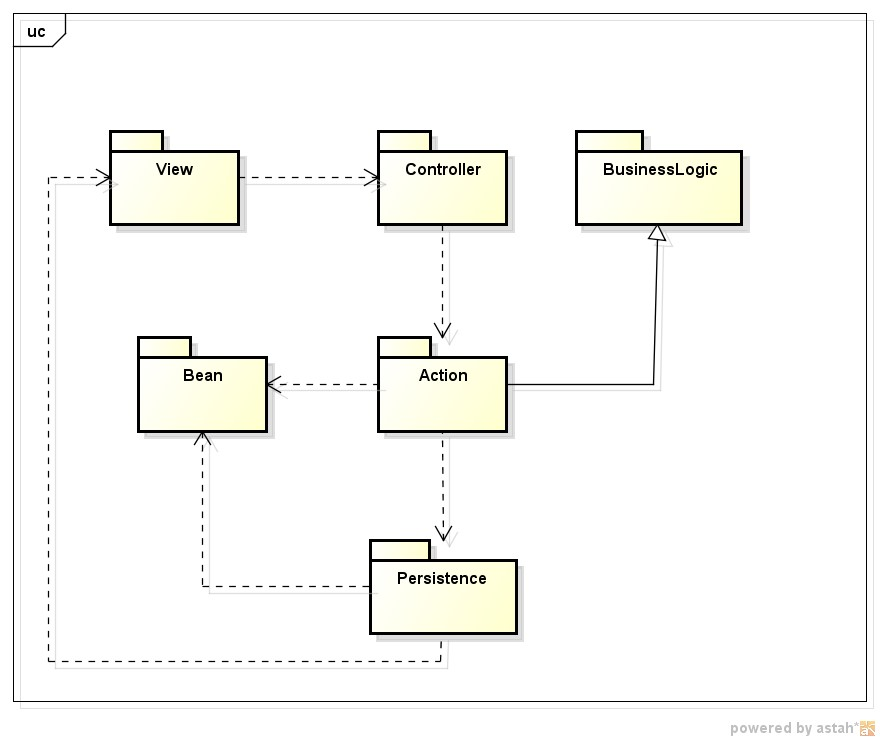 uc
View
Controller
BusinessLogic
Bean
Action
Persistence
powered by astah*